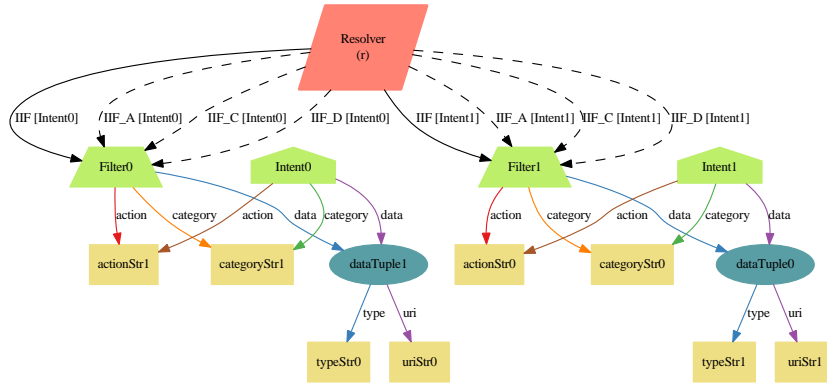 Resolver
(r)
IIF [Intent0]
IIF_A [Intent0]
IIF_C [Intent0]
IIF_D [Intent0]
IIF [Intent1]
IIF_A [Intent1]
IIF_C [Intent1]
IIF_D [Intent1]
Filter0
Intent0
Filter1
Intent1
action
category
action
data
category
data
action
category
action
data
category
data
actionStr1
categoryStr1
dataTuple1
actionStr0
categoryStr0
dataTuple0
type
uri
type
uri
typeStr0
uriStr0
typeStr1
uriStr1